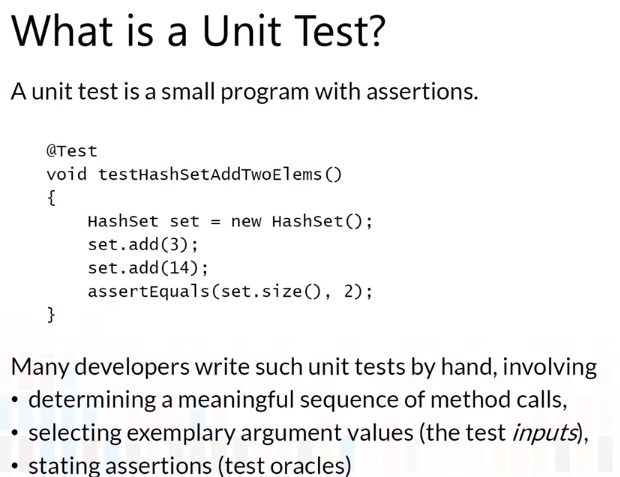 What is a Unit Test?
A unit test is a small program with assertions.
@Test
void testHashSetAddTwoElems()
{
HashSet set = new HashSet();
set.add(3);
set.add(14);
assertEquals(set.size(), 2);
}
Many developers write such unit tests by hand, involving
• determining a meaningful sequence of method calls,
• selecting exemplary argument values (the test inputs),
• stating assertions (test oracles)